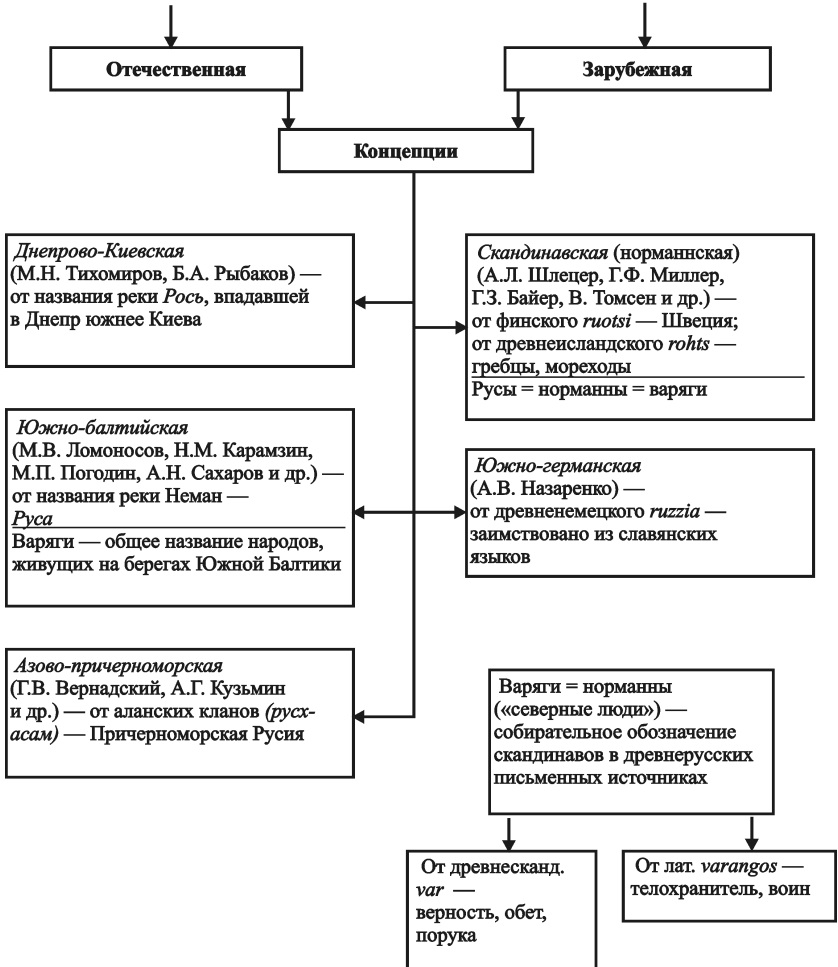 Отечественная
Зарубежная
Концепции
Днепрово-Киевская
(М.Н. Тихомиров, Б.А. Рыбаков) —
от названия реки Рось, впадавшей
в Днепр южнее Киева
Скандинавская (норманнская)
(А.Л. Шлецер, Г.Ф. Миллер,
Г.З. Байер, В. Томсен и др.) —
от финского ruotsi — Швеция;
от древнеисландского rohts —
гребцы, мореходы
Русы = норманны = варяги
Южно-балтийская
(М.В. Ломоносов, Н.М. Карамзин,
М.П. Погодин, А.Н. Сахаров и др.) —
от названия реки Неман —
Руса
Варяги — общее название народов,
живущих на берегах Южной Балтики
Южно-германская
(А.В. Назаренко) —
от древненемецкого ruzzia —
заимствовано из славянских
языков
Азово-причерноморская
(Г.В. Вернадский, А.Г. Кузьмин
и др.) — от аланских кланов (русх-
асам) — Причерноморская Русия
Варяги = норманны
(«северные люди») —
собирательное обозначение
скандинавов в древнерусских
письменных источниках
От древнесканд.
var —
верность, обет,
порука
От лат. varangos —
телохранитель, воин